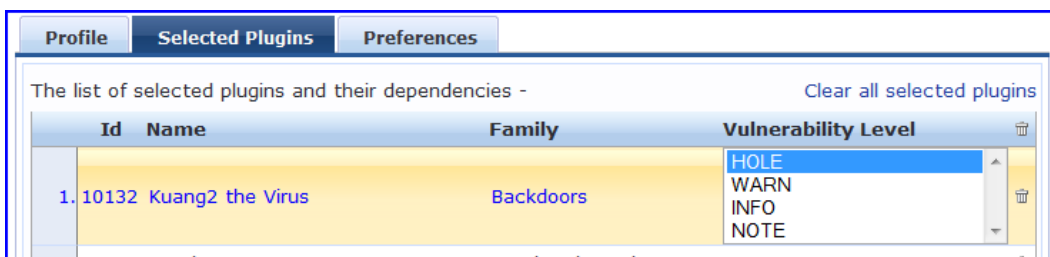 Profile Selected Plugins Preferences
The list of selected plugins and their dependencies - Clear all selected plugins
Id Name Family Vulnerability Level
1. 10132 Kuang2 the Virus Backdoors HOLE
WARN
INFO
NOTE